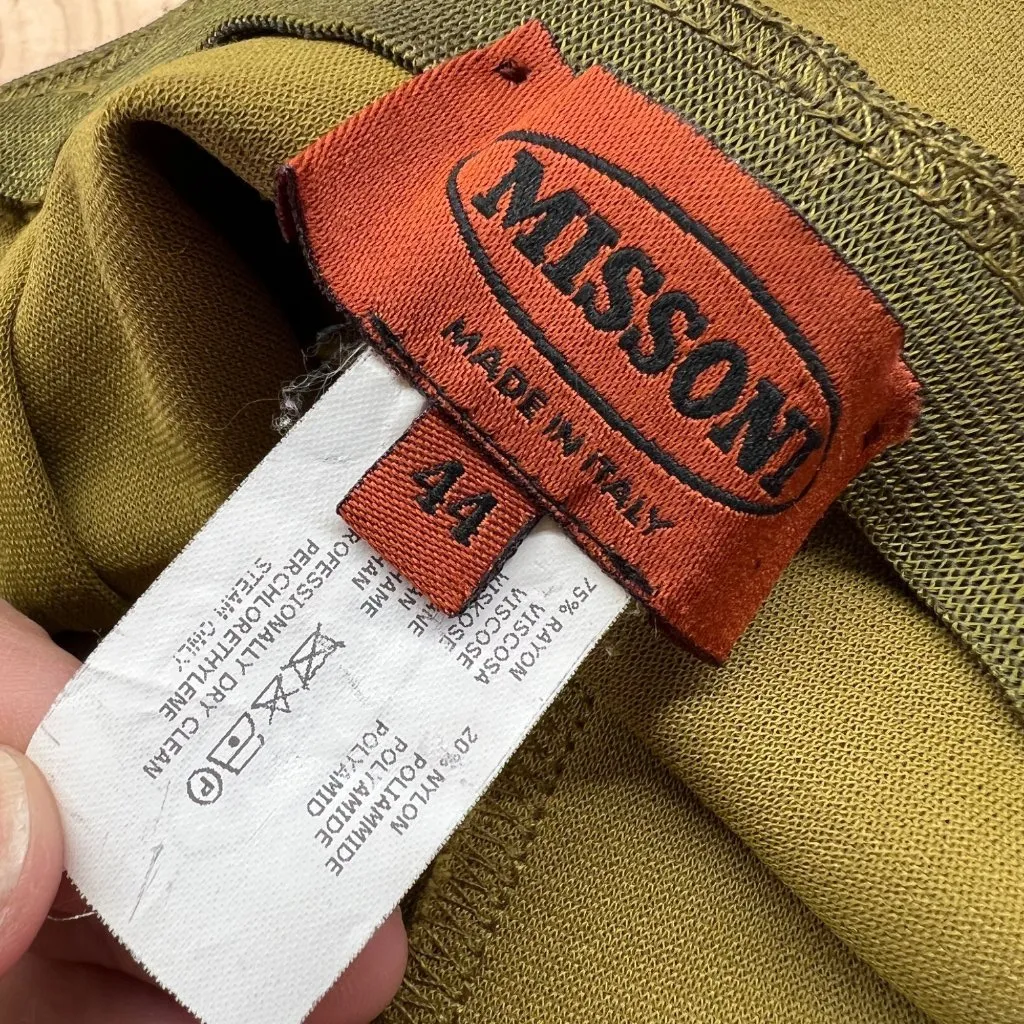 MISSONI
MADE IN ITALY
44
75% RAYON
VISCOSA
VISCOSE
VISKOSE
20% NYLON
POLIAMMIDE
POLYAMIDE
POLYAMID
PROFESSIONALLY DRY CLEAN
PERCHLORETHYLENE
STEAM ONLY
P